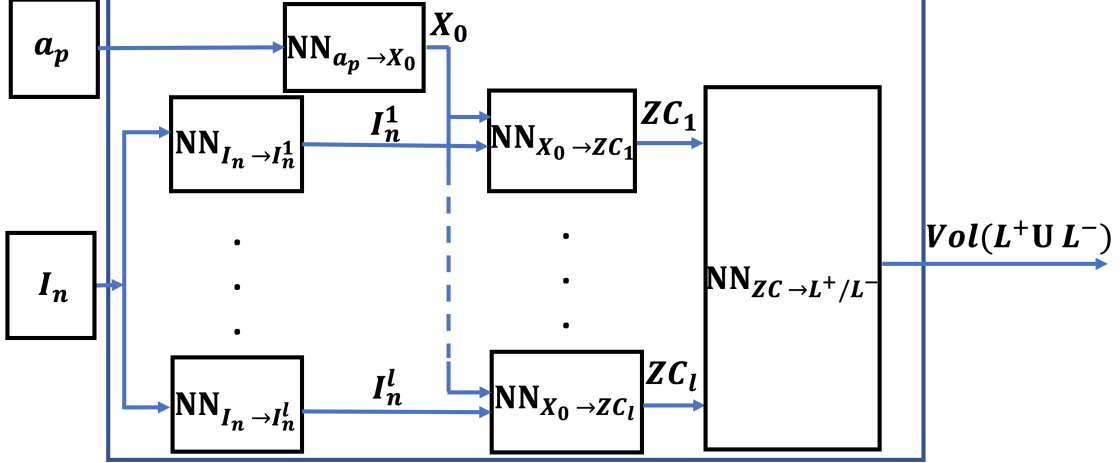 a_p
NN_{a_p→X_0}
X_0
NN_{I_n→I_n^1}
I_n^1
NN_{X_0→ZC_1}
ZC_1
I_n
NN_{ZC→L^+/L^-}
Vol(L^+ U L^-)
NN_{I_n→I_n^l}
I_n^l
NN_{X_0→ZC_l}
ZC_l